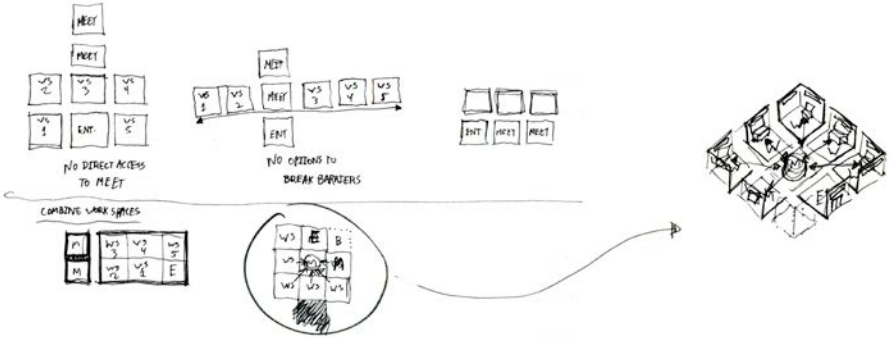 MEET
MEET
WS 2 WS 3 WS 4
WS 1 ENT. WS 5
NO DIRECT ACCESS
TO MEET
MEET
WS 1 WS 2 MEET WS 3 WS 4 WS 5
ENT
NO OPTIONS TO
BREAK BARRIERS
ENT MEET MEET
COMBINE WORKSPACES
M WS 3 WS 4 WS 5
M WS 2 WS 1 E
WS E B
WS M M
WS WS WS
W
M
M E